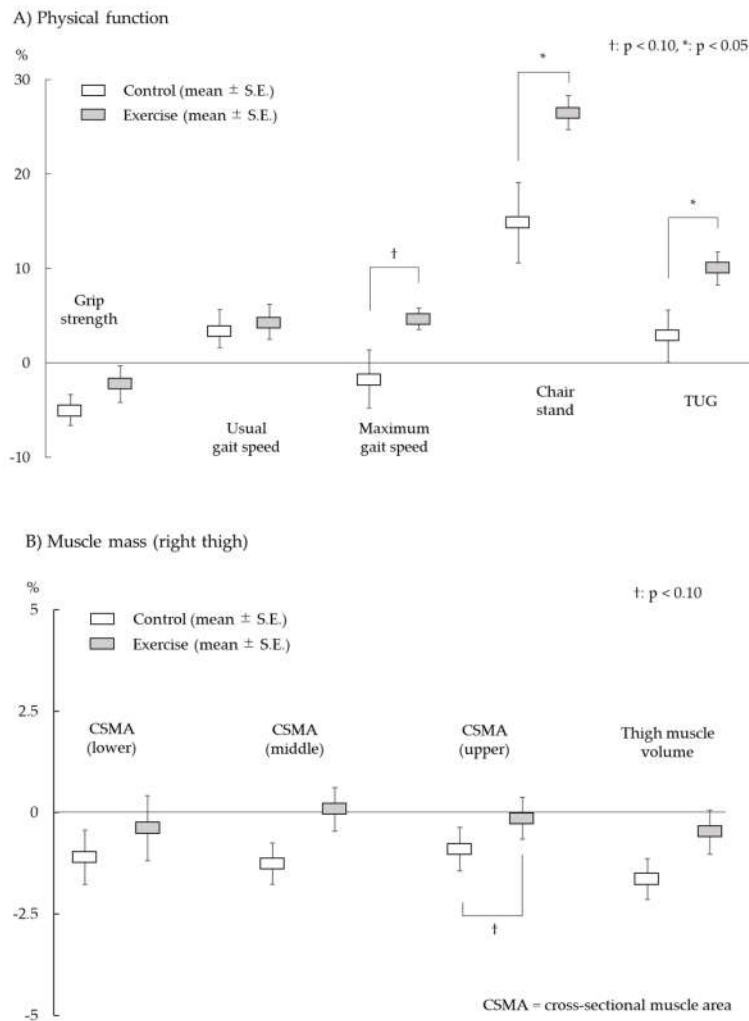 A) Physical function
%
†: p < 0.10, *: p < 0.05
30
Control (mean ± S.E.)
Exercise (mean ± S.E.)
*
20
*
10
†
Grip
strength
0
Chair
stand
TUG
Usual
gait speed
Maximum
gait speed
-10
B) Muscle mass (right thigh)
%
†: p < 0.10
5
Control (mean ± S.E.)
Exercise (mean ± S.E.)
2.5
CSMA
(lower)
CSMA
(middle)
CSMA
(upper)
Thigh muscle
volume
0
-2.5
†
-5
CSMA = cross-sectional muscle area